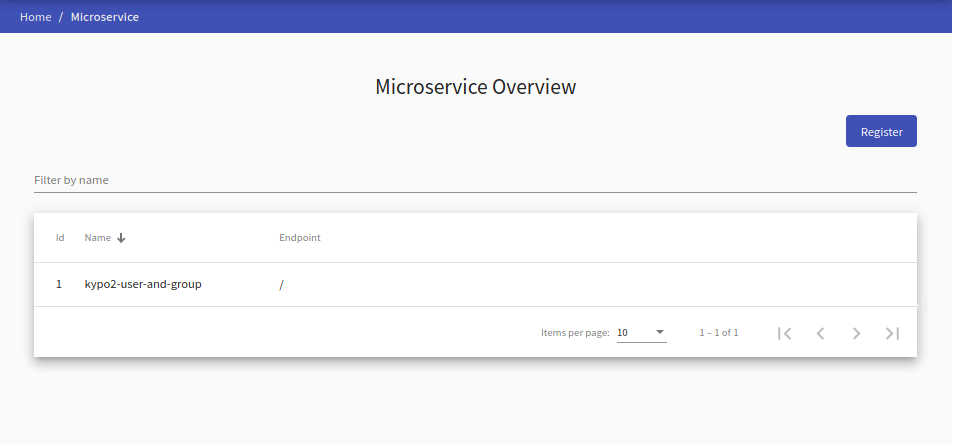 Home / Microservice
Microservice Overview
Register
Filter by name
Id Name Endpoint
1 kypo2-user-and-group /
Items per page: 10 1 – 1 of 1